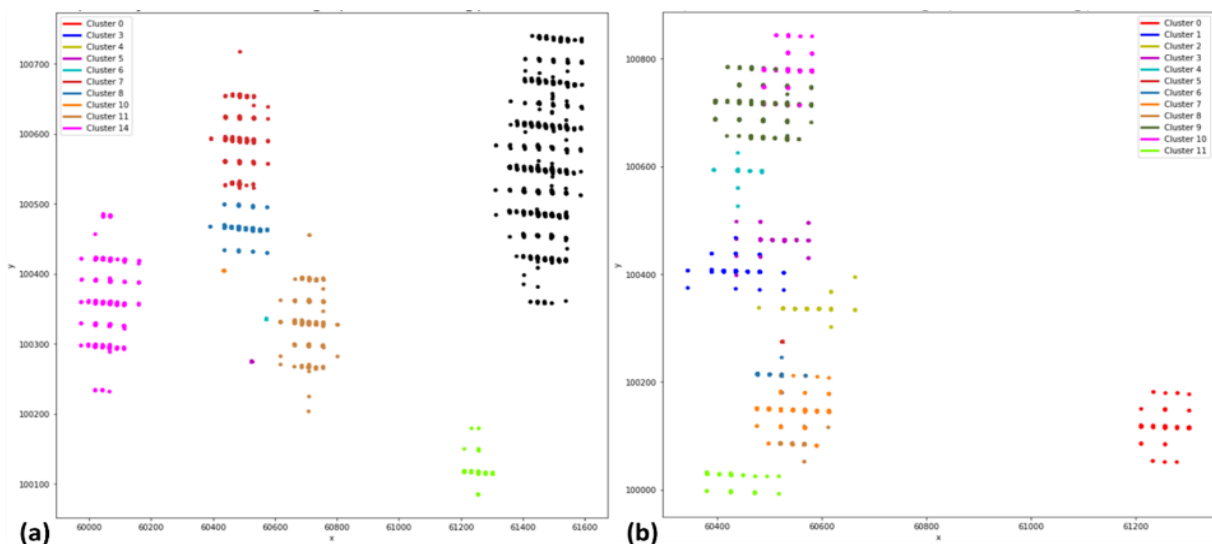 Cluster 0
Cluster 3
Cluster 4
Cluster 5
Cluster 6
Cluster 7
Cluster 8
Cluster 10
Cluster 11
Cluster 14
100700
100600
100500
100400
100300
100200
100100
y
60000
60200
60400
60600
60800
61000
61200
61400
61600
x
(a)
Cluster 0
Cluster 1
Cluster 2
Cluster 3
Cluster 4
Cluster 5
Cluster 6
Cluster 7
Cluster 8
Cluster 9
Cluster 10
Cluster 11
100800
100600
100400
100200
100000
y
60400
60600
60800
61000
61200
x
(b)